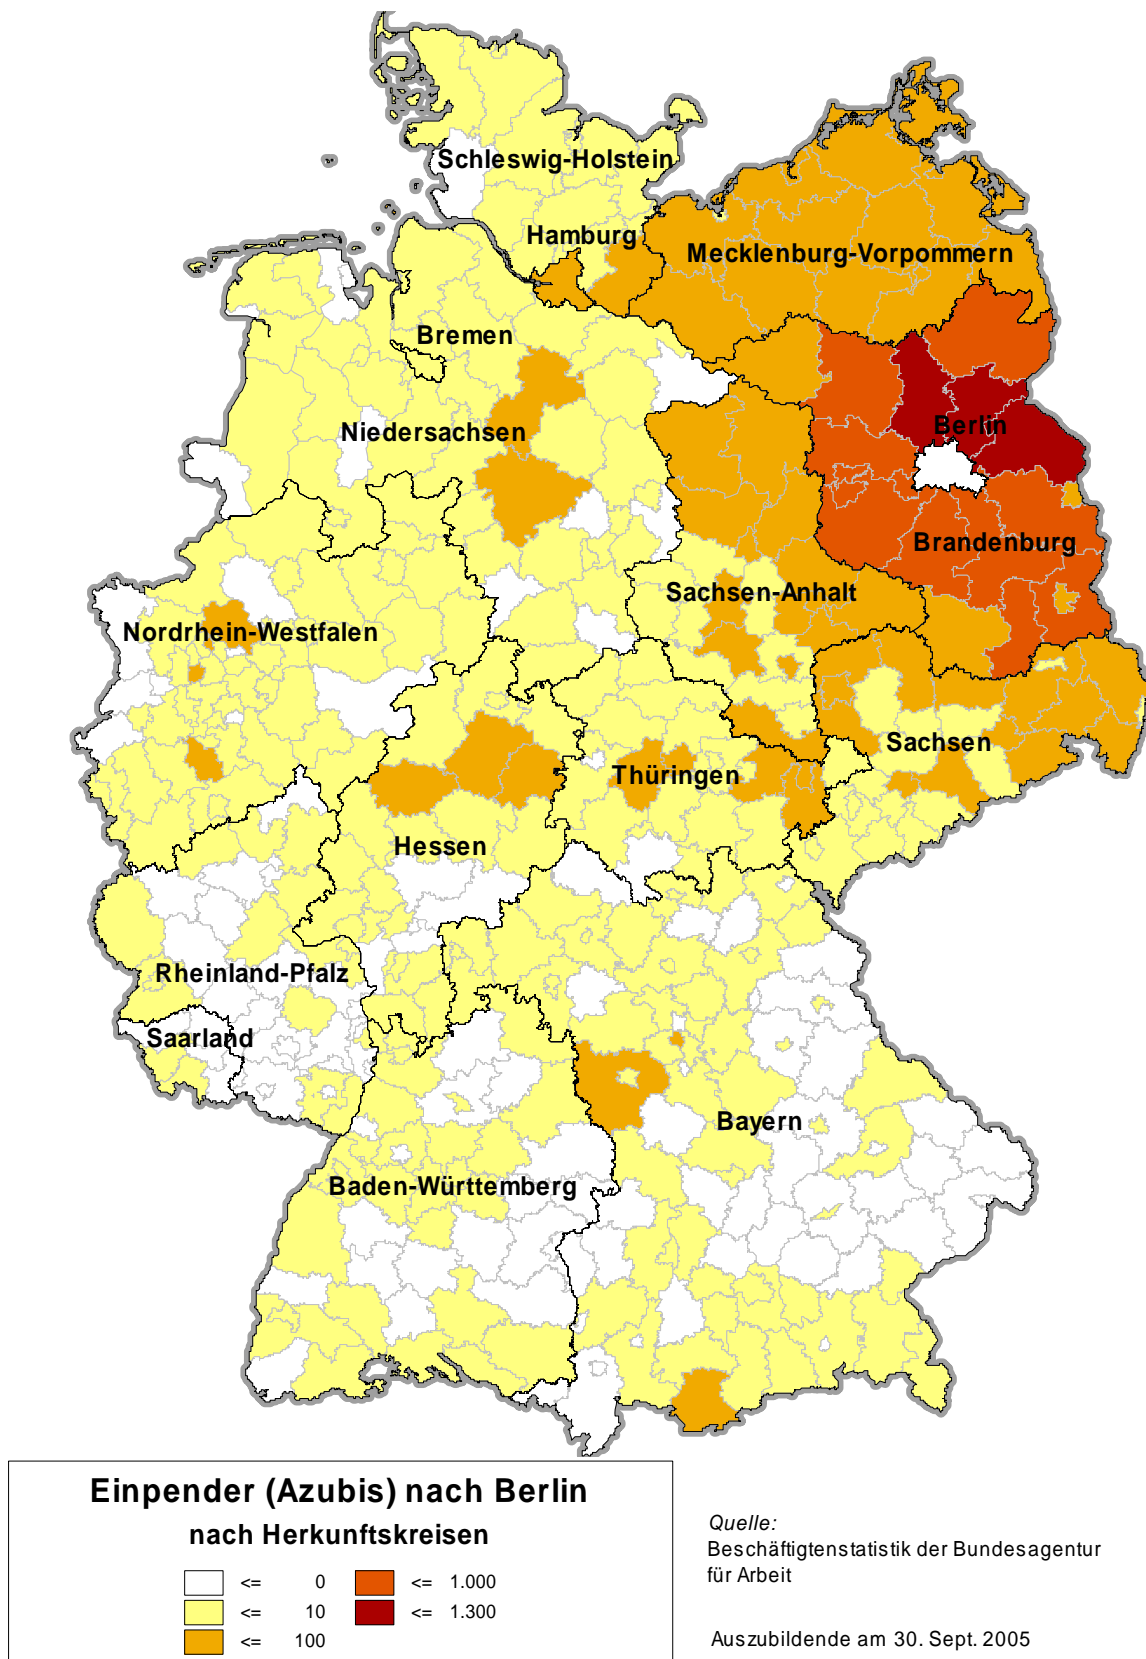 Schleswig-Holstein
Hamburg
Mecklenburg-Vorpommern
Bremen
Berlin
Niedersachsen
Brandenburg
Sachsen-Anhalt
Nordrhein-Westfalen
Sachsen
Thüringen
Hessen
Rheinland-Pfalz
Saarland
Bayern
Baden-Württemberg
Einpender (Azubis) nach Berlin
nach Herkunftskreisen
<= 0 <= 1.000
<= 10 <= 1.300
<= 100
Quelle:
Beschäftigtenstatistik der Bundesagentur
für Arbeit
Auszubildende am 30. Sept. 2005